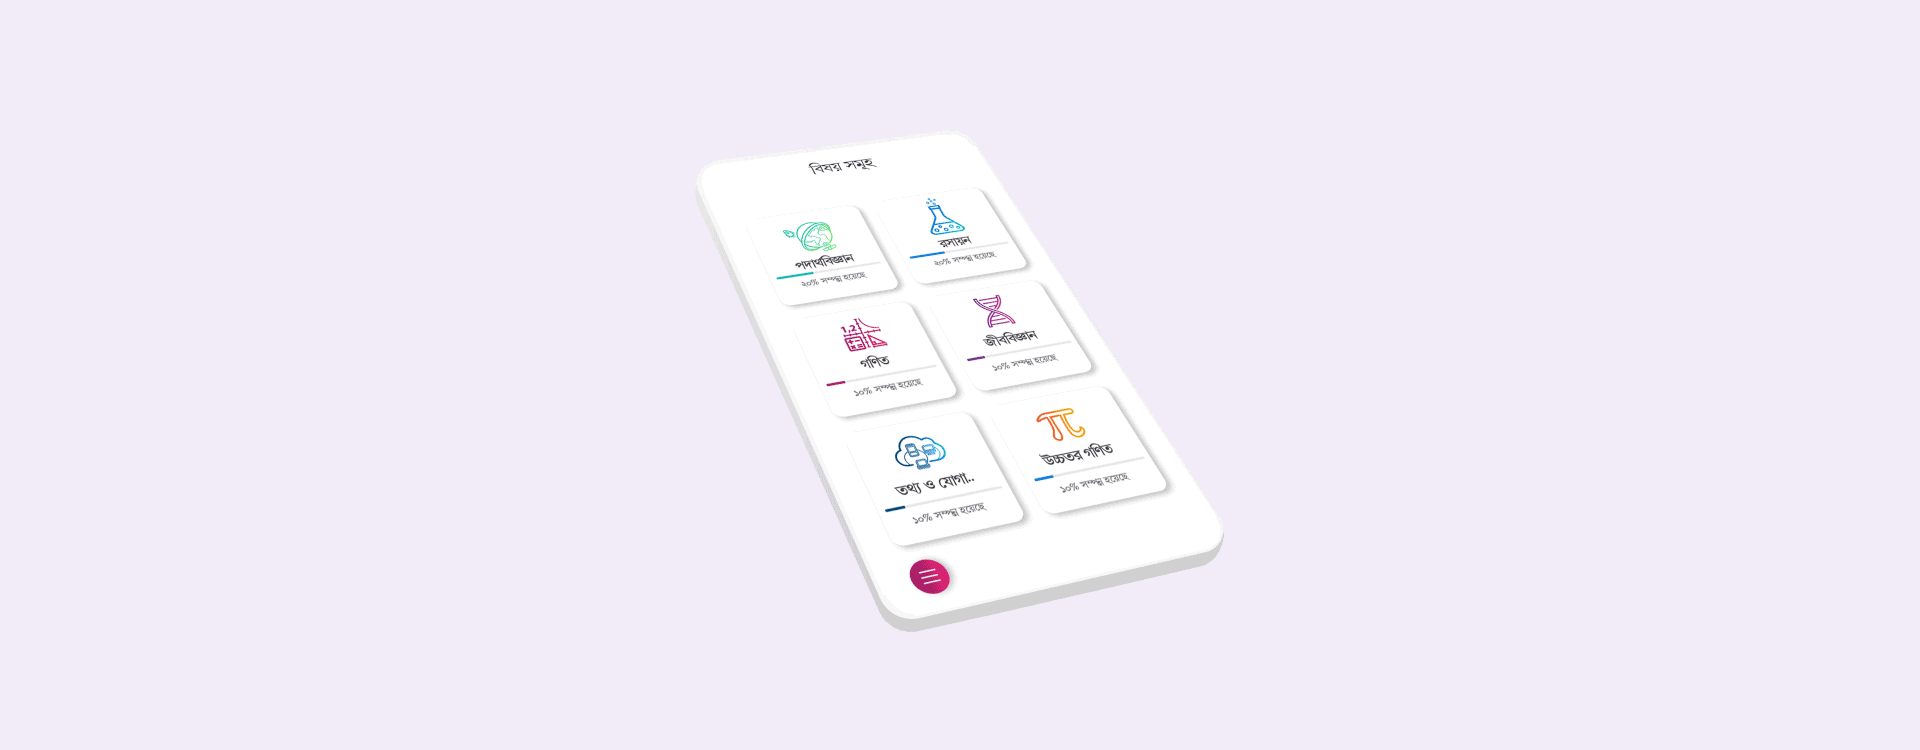 বিষয় সমূহ
পদার্থবিজ্ঞান
২০% সম্পন্ন হয়েছে
রসায়ন
২০% সম্পন্ন হয়েছে
1,2
গণিত
১০% সম্পন্ন হয়েছে
জীববিজ্ঞান
১০% সম্পন্ন হয়েছে
তথ্য ও যোগা..
১০% সম্পন্ন হয়েছে
π
উচ্চতর গণিত
১০% সম্পন্ন হয়েছে